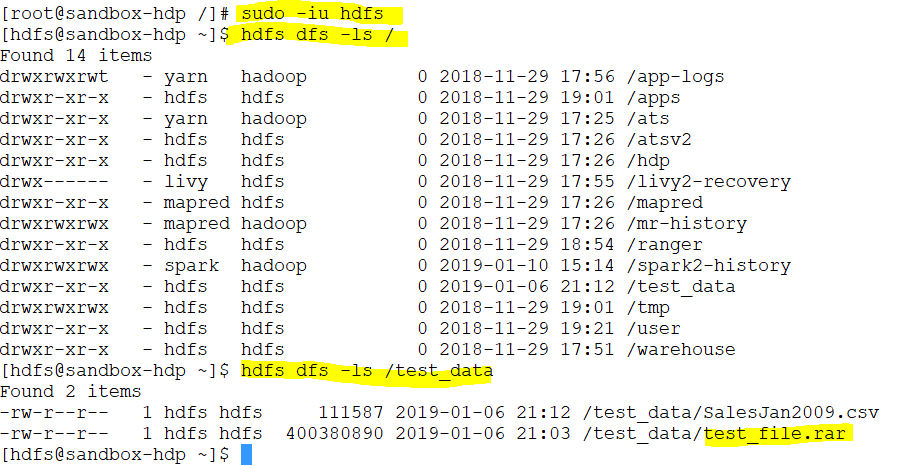 [root@sandbox-hdp /]# sudo -iu hdfs
[hdfs@sandbox-hdp ~]$ hdfs dfs -ls /
Found 14 items
drwxrwxrwt   - yarn   hadoop          0 2018-11-29 17:56 /app-logs
drwxr-xr-x   - hdfs   hdfs            0 2018-11-29 19:01 /apps
drwxr-xr-x   - yarn   hadoop          0 2018-11-29 17:25 /ats
drwxr-xr-x   - hdfs   hdfs            0 2018-11-29 17:26 /atsv2
drwxr-xr-x   - hdfs   hdfs            0 2018-11-29 17:26 /hdp
drwx------   - livy   hdfs            0 2018-11-29 17:55 /livy2-recovery
drwxr-xr-x   - mapred hdfs            0 2018-11-29 17:26 /mapred
drwxrwxrwx   - mapred hadoop          0 2018-11-29 17:26 /mr-history
drwxr-xr-x   - hdfs   hdfs            0 2018-11-29 18:54 /ranger
drwxrwxrwx   - spark  hadoop          0 2019-01-10 15:14 /spark2-history
drwxr-xr-x   - hdfs   hdfs            0 2019-01-06 21:12 /test_data
drwxrwxrwx   - hdfs   hdfs            0 2018-11-29 19:01 /tmp
drwxr-xr-x   - hdfs   hdfs            0 2018-11-29 19:21 /user
drwxr-xr-x   - hdfs   hdfs            0 2018-11-29 17:51 /warehouse
[hdfs@sandbox-hdp ~]$ hdfs dfs -ls /test_data
Found 2 items
-rw-r--r--   1 hdfs hdfs     111587 2019-01-06 21:12 /test_data/SalesJan2009.csv
-rw-r--r--   1 hdfs hdfs  400380890 2019-01-06 21:03 /test_data/test_file.rar
[hdfs@sandbox-hdp ~]$